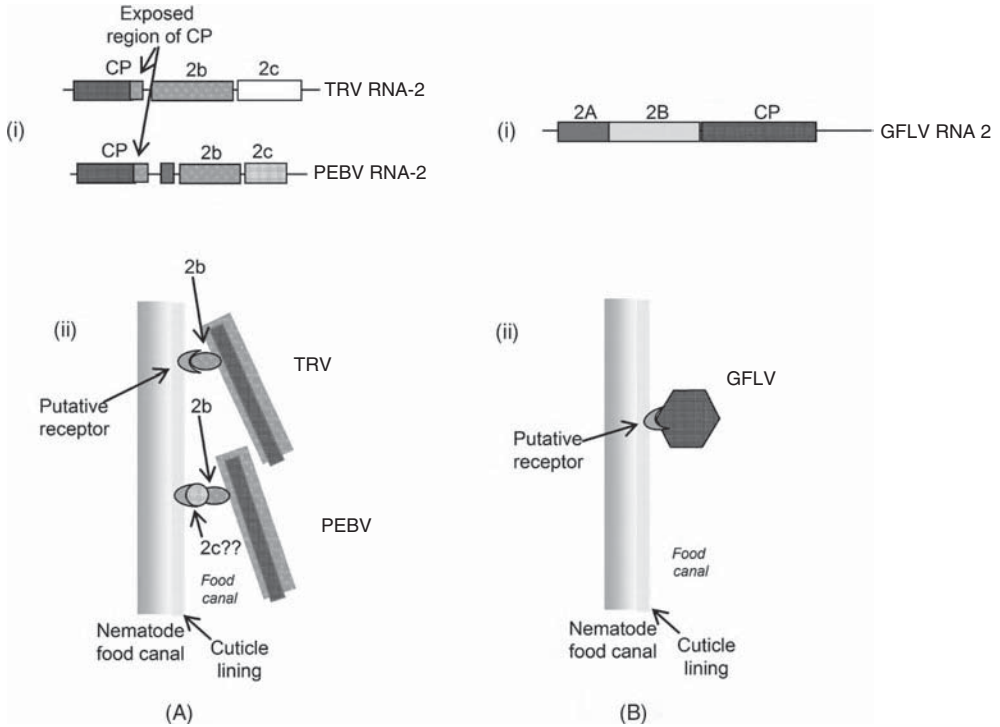 Exposed
region of CP
CP
2b
2c
TRV RNA-2
(i)
CP
2b
2c
PEBV RNA-2
2b
(ii)
TRV
Putative
receptor
2b
PEBV
2c??
Food
canal
Nematode
food canal
Cuticle
lining
(A)
2A
2B
CP
(i)
GFLV RNA 2
(ii)
GFLV
Putative
receptor
Food
canal
Nematode
food canal
Cuticle
lining
(B)